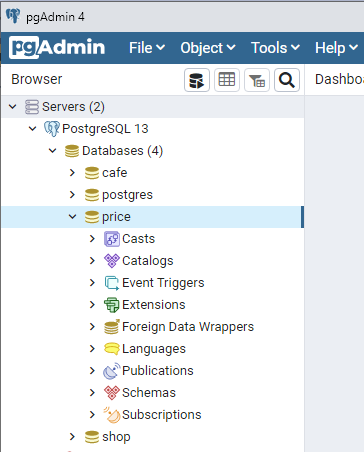 pgAdmin 4
pgAdmin File Object Tools Help
Browser Dashbo
Servers (2)
PostgreSQL 13
Databases (4)
cafe
postgres
price
Casts
Catalogs
Event Triggers
Extensions
Foreign Data Wrappers
Languages
Publications
Schemas
Subscriptions
shop